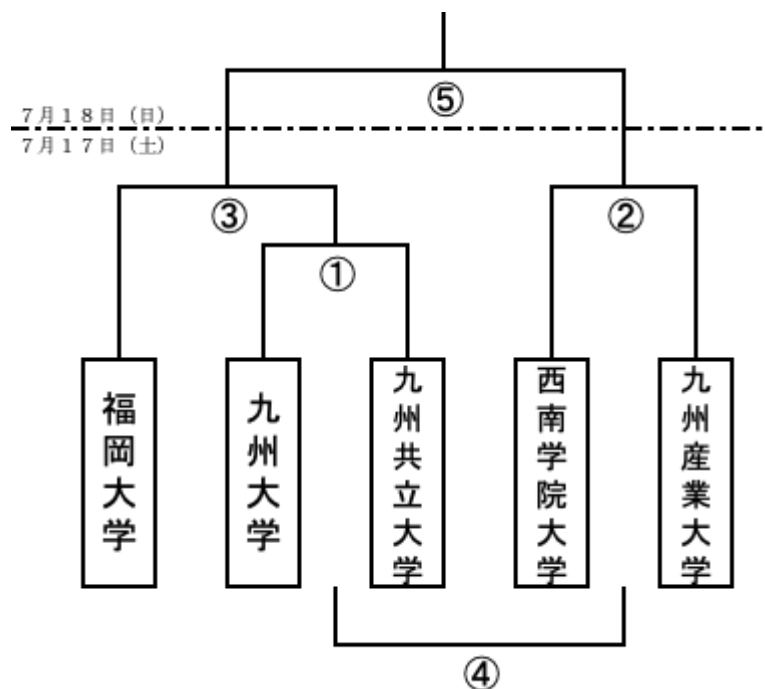 ⑤
7月18日（日）
7月17日（土）
③
②
①
福岡大学
九州大学
九州共立大学
西南学院大学
九州産業大学
④